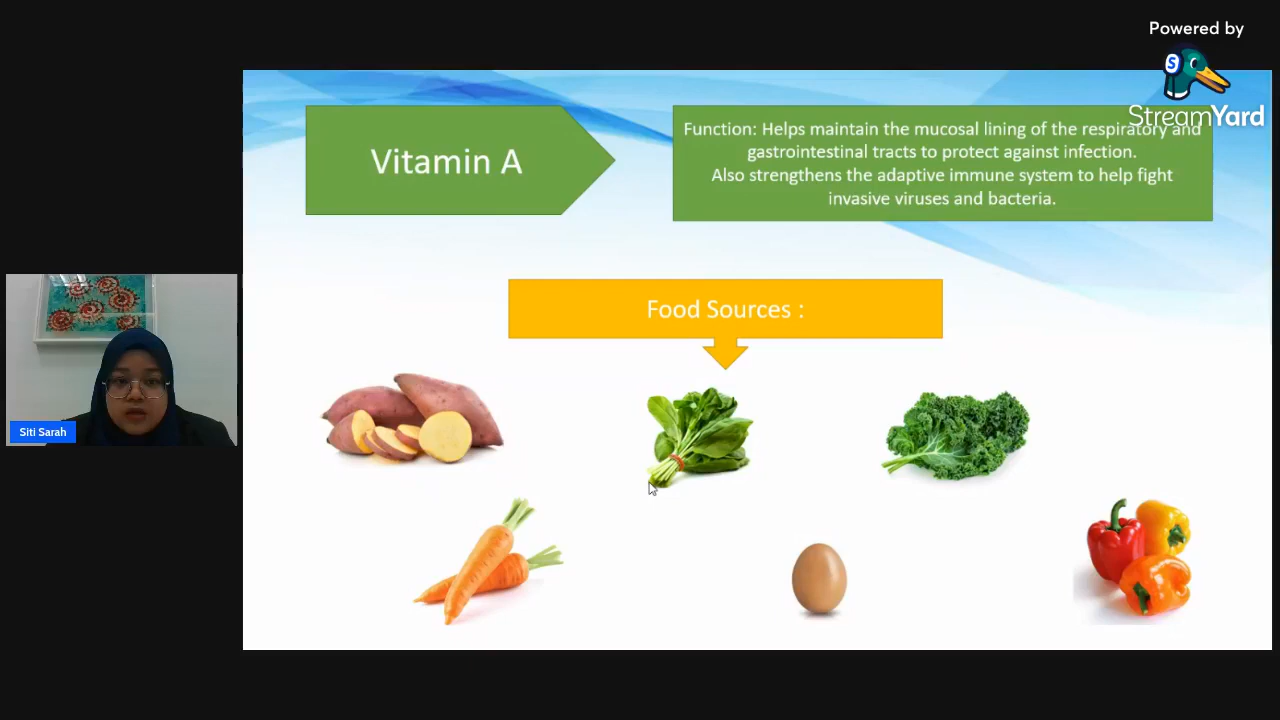 Powered by
StreamYard
Vitamin A
Function: Helps maintain the mucosal lining of the respiratory and
gastrointestinal tracts to protect against infection.
Also strengthens the adaptive immune system to help fight
invasive viruses and bacteria.
Food Sources :
Siti Sarah